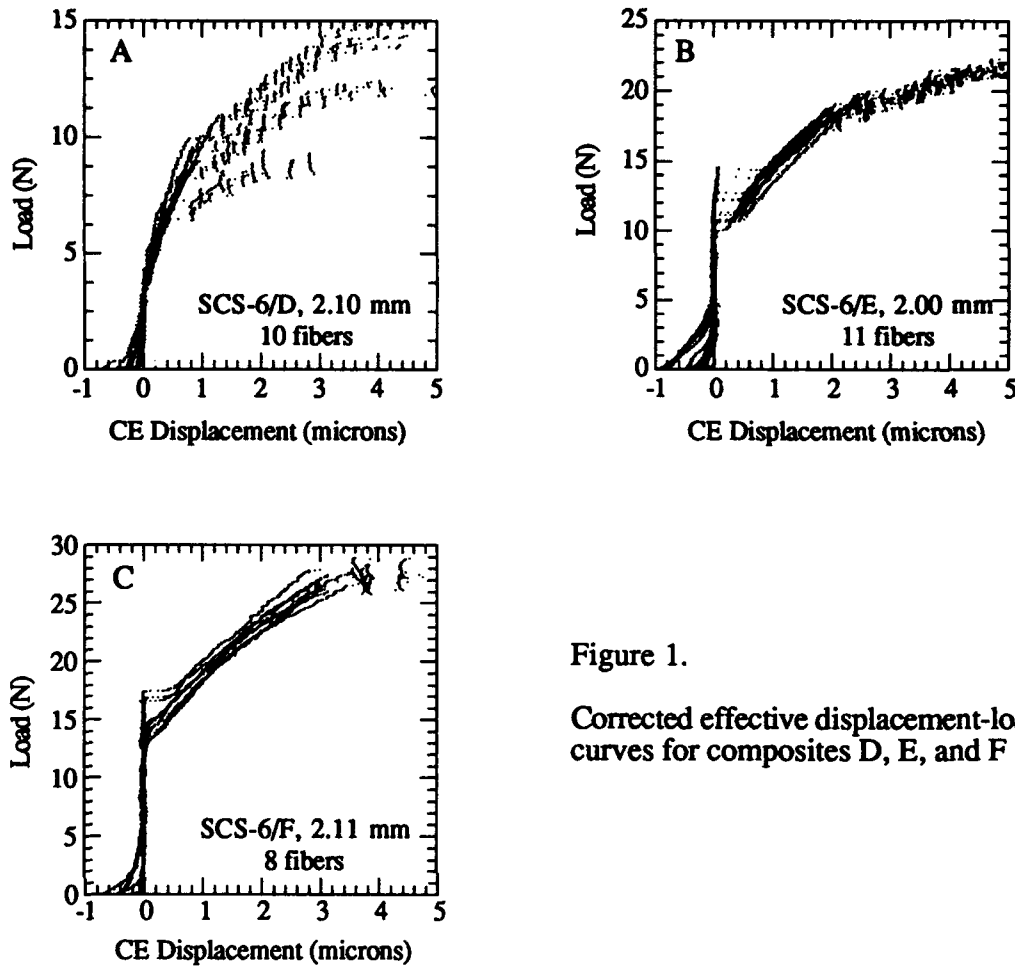 A
15
10
5
0
Load (N)
SCS-6/D, 2.10 mm
10 fibers
-1 0 1 2 3 4 5
CE Displacement (microns)
B
25
20
15
10
5
0
Load (N)
SCS-6/E, 2.00 mm
11 fibers
-1 0 1 2 3 4 5
CE Displacement (microns)
C
30
25
20
15
10
5
0
Load (N)
SCS-6/F, 2.11 mm
8 fibers
-1 0 1 2 3 4 5
CE Displacement (microns)
Figure 1.
Corrected effective displacement-lo
curves for composites D, E, and F